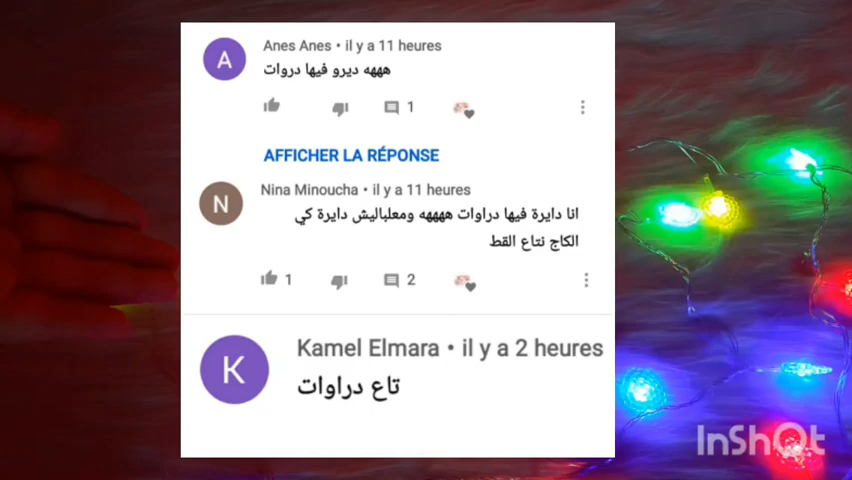 Anes Anes • il y a 11 heures
هههه ديرو فيها دروات
1
AFFICHER LA RÉPONSE
Nina Minoucha • il y a 11 heures
انا دايرة فيها دراوات ههههه ومعلباليش دايرة كي
الكاج نتاع القط
1 2
Kamel Elmara • il y a 2 heures
تاع دراوات
InShOt
A
N
K